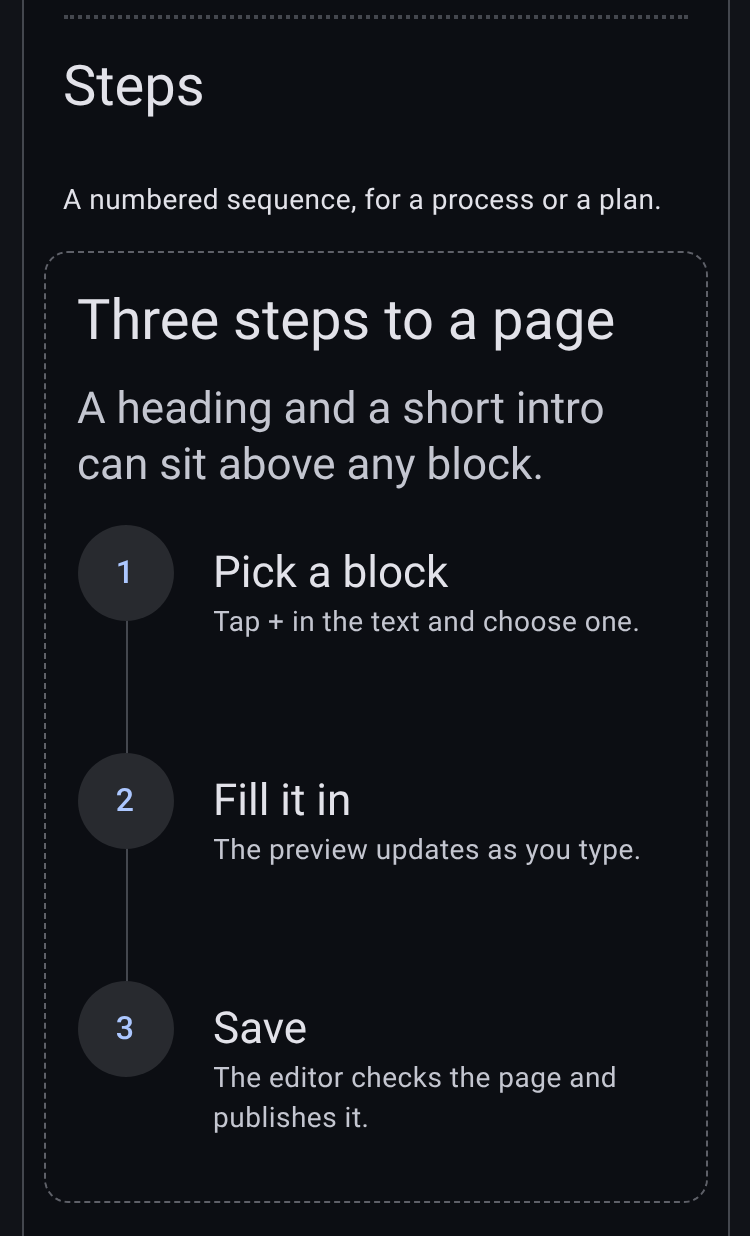 Steps
A numbered sequence, for a process or a plan.
Three steps to a page
A heading and a short intro
can sit above any block.
1
Pick a block
Tap + in the text and choose one.
2
Fill it in
The preview updates as you type.
3
Save
The editor checks the page and
publishes it.